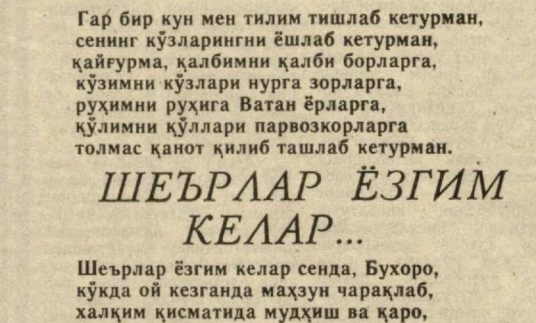 Гар бир кун мен тилим тишлаб кетурман,
сенинг кўзларингни ёшлаб кетурман,
қайғурма, қалбимни қалби борларга,
кўзимни кўзлари нурга зорларга,
руҳимни руҳига Ватан ёрларга,
қўлимни қўллари парвозкорларга
толмас қанот қилиб ташлаб кетурман.
ШЕЪРЛАР ЁЗГИМ
КЕЛАР...
Шеърлар ёзгим келар сенда, Бухоро,
кўкда ой кезганда маҳзун чарақлаб,
халқим қисматида мудҳиш ва қаро,